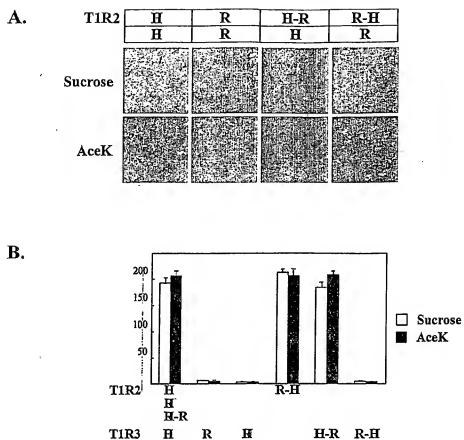 A.
T1R2 H R H-R R-H
H R H R
Sucrose
AceK
B.
200
150
100
50
Sucrose
AceK
T1R2 H R-H
H
H-R
T1R3 H R H H-R R-H